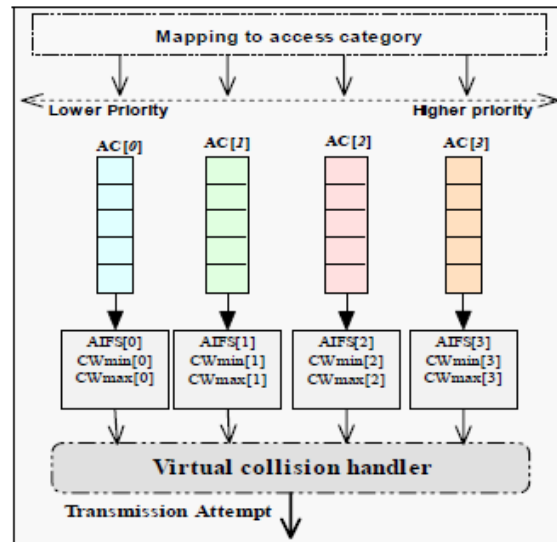 Mapping to access category
Lower Priority Higher priority
AC[0] AC[1] AC[2] AC[3]
AIFS[0] AIFS[1] AIFS[2] AIFS[3]
CWmin[0] CWmin[1] CWmin[2] CWmin[3]
CWmax[0] CWmax[1] CWmax[2] CWmax[3]
Virtual collision handler
Transmission Attempt